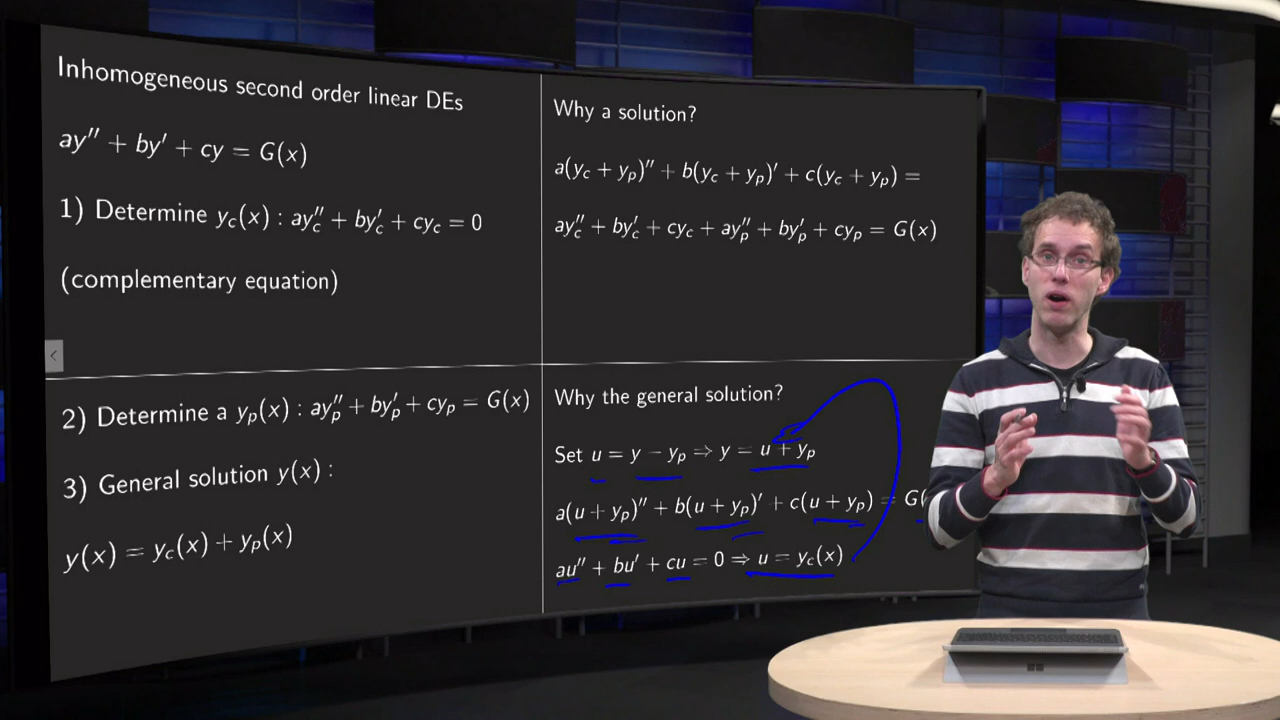 Inhomogeneous second order linear DEs
ay″ + by′ + cy = G(x)
1) Determine y_c(x) : ay_c″ + by_c′ + cy_c = 0
(complementary equation)
2) Determine a y_p(x) : ay_p″ + by_p′ + cy_p = G(x)
3) General solution y(x) :
y(x) = y_c(x) + y_p(x)
Why a solution?
a(y_c + y_p)″ + b(y_c + y_p)′ + c(y_c + y_p) =
ay_c″ + by_c′ + cy_c + ay_p″ + by_p′ + cy_p = G(x)
Why the general solution?
Set u = y − y_p ⇒ y = u + y_p
a(u + y_p)″ + b(u + y_p)′ + c(u + y_p) = G(
au″ + bu′ + cu = 0 ⇒ u = y_c(x)